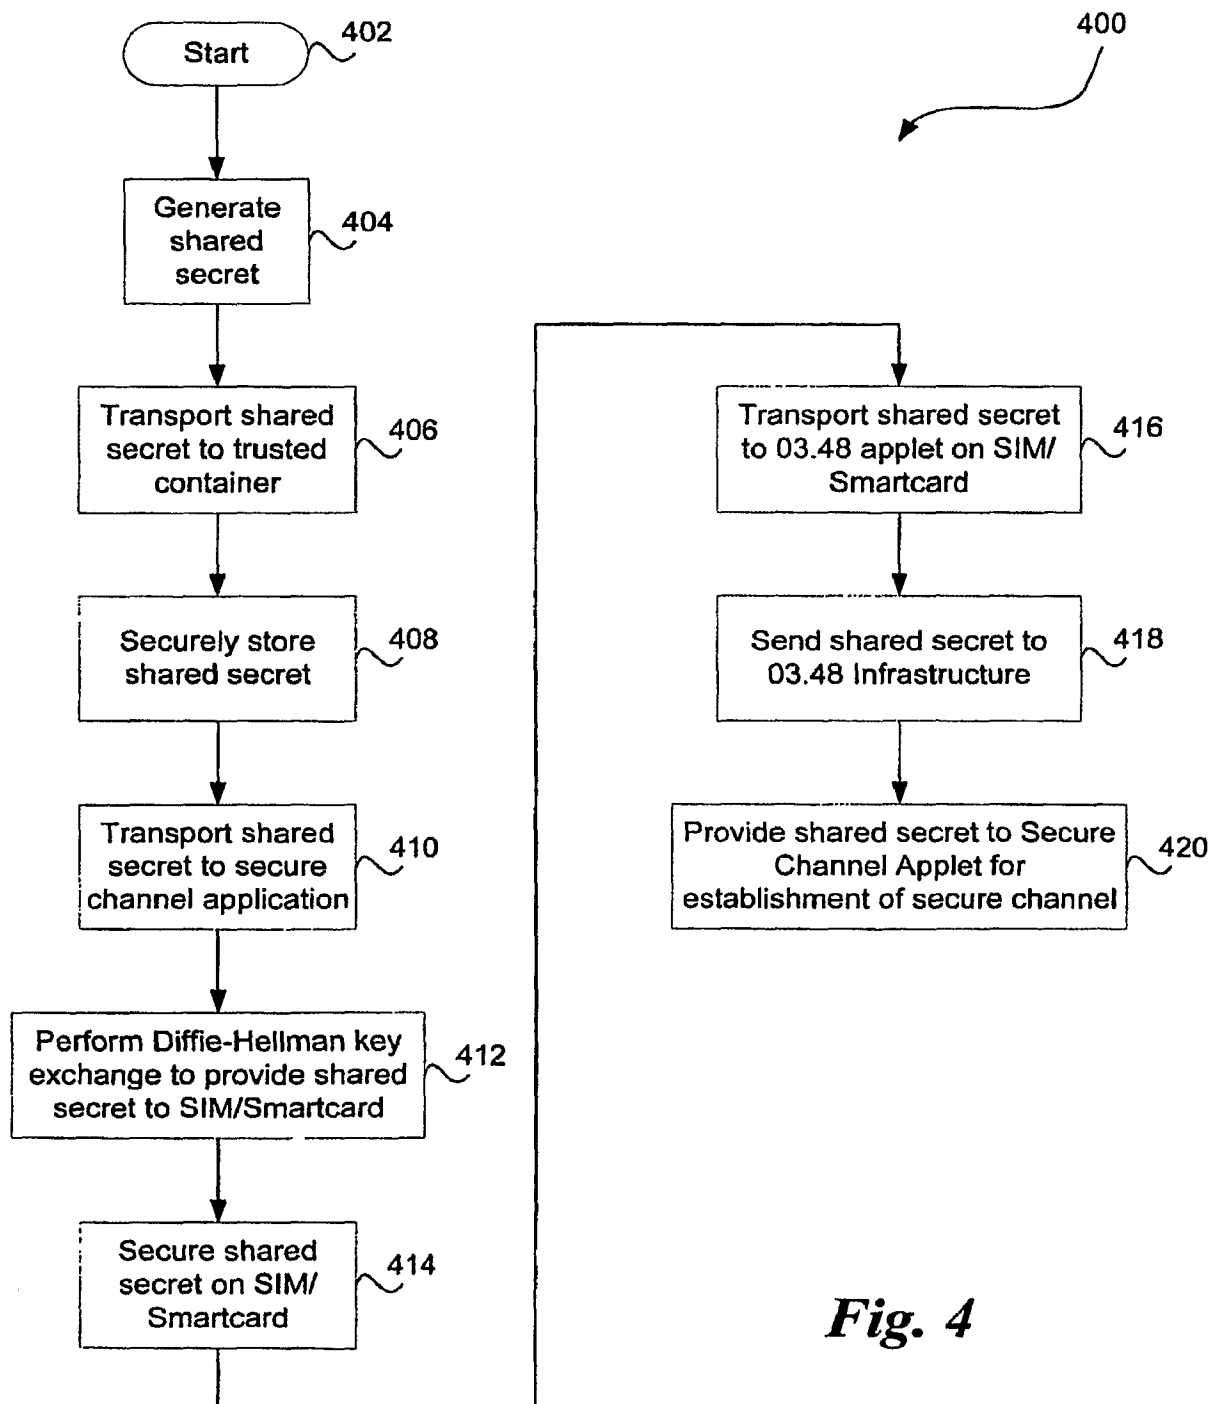 Start
402
400
Generate
shared
secret
404
Transport shared
secret to trusted
container
406
Securely store
shared secret
408
Transport shared
secret to secure
channel application
410
Perform Diffie-Hellman key
exchange to provide shared
secret to SIM/Smartcard
412
Secure shared
secret on SIM/
Smartcard
414
Transport shared secret
to 03.48 applet on SIM/
Smartcard
416
Send shared secret to
03.48 Infrastructure
418
Provide shared secret to Secure
Channel Applet for
establishment of secure channel
420
Fig. 4